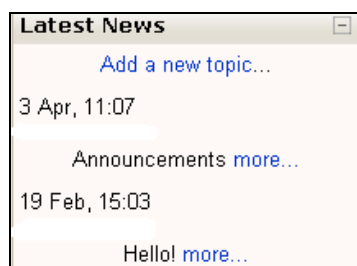 Latest News
Add a new topic...
3 Apr, 11:07
Announcements more...
19 Feb, 15:03
Hello! more...